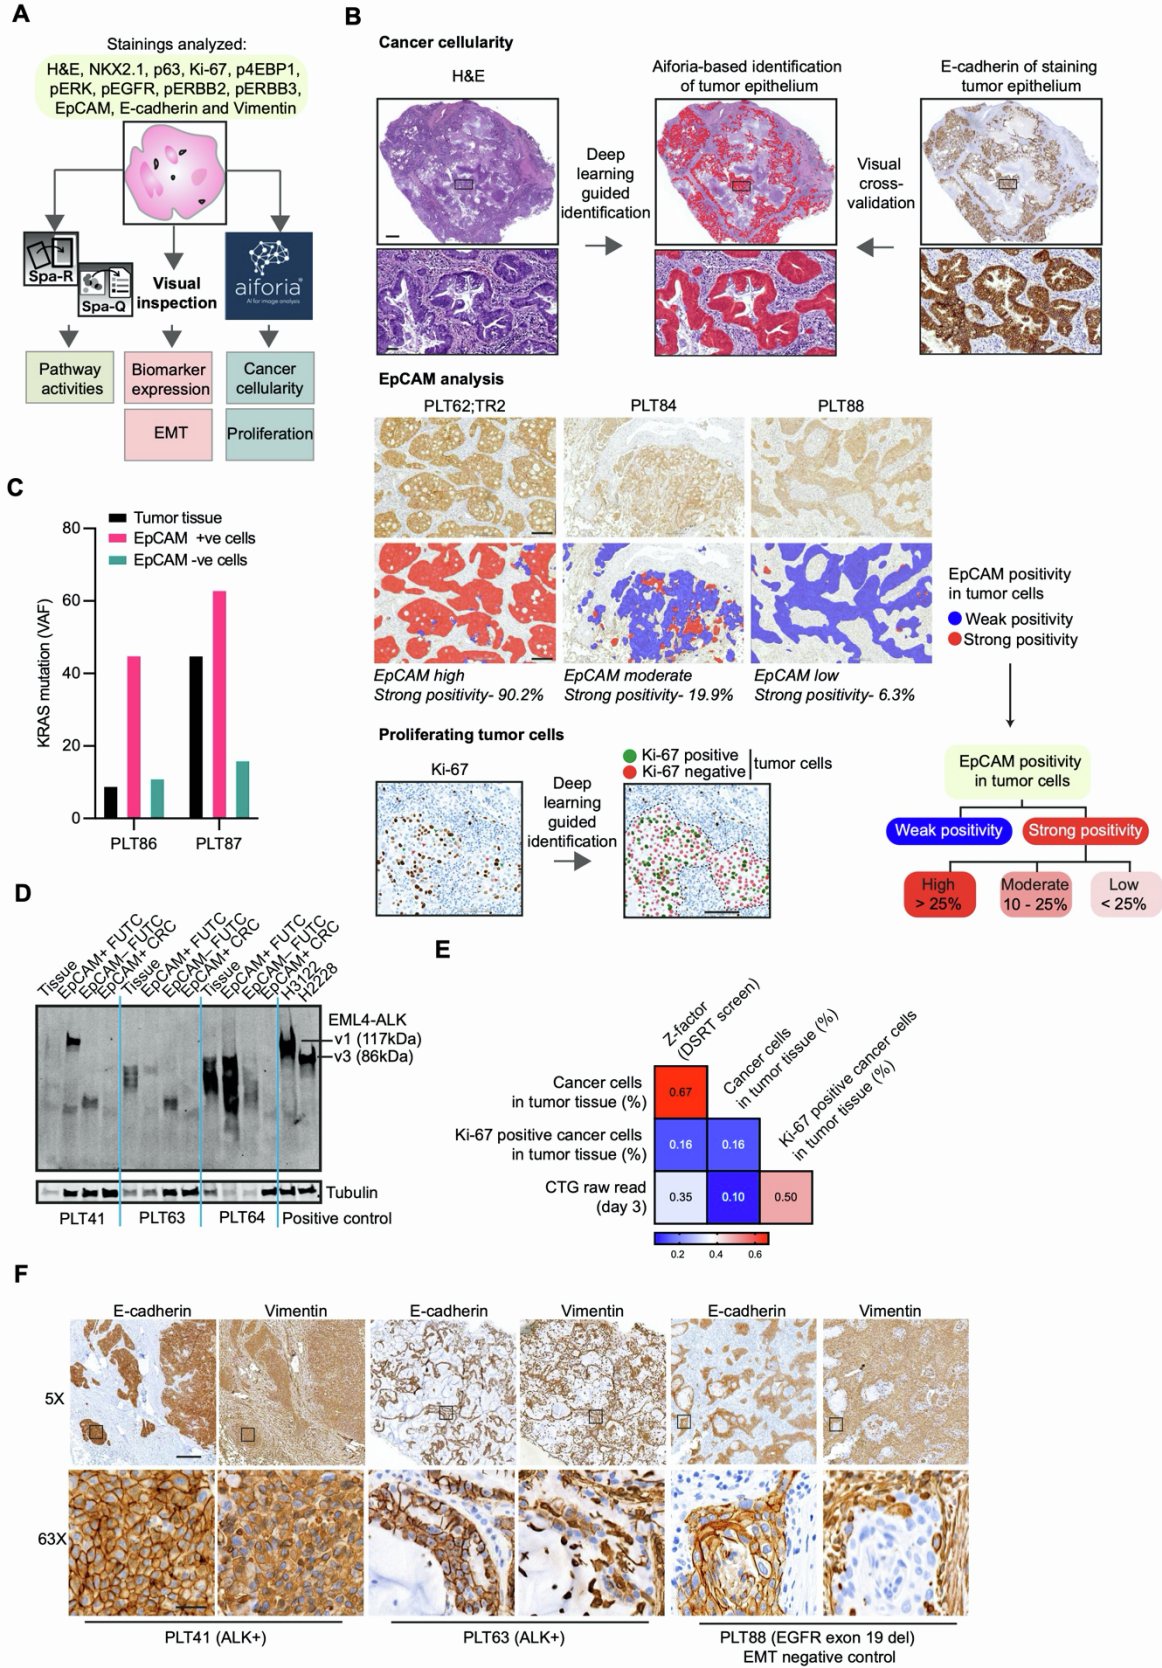 A
Stainings analyzed:
H&E, NKX2.1, p63, Ki-67, p4EBP1,
pERK, pEGFR, pERBB2, pERBB3,
EpCAM, E-cadherin and Vimentin
Spa-R
Spa-Q
Visual
inspection
aiforia
AI for image analysis
Pathway
activities
Biomarker
expression
Cancer
cellularity
EMT
Proliferation
B
Cancer cellularity
H&E
Aiforia-based identification
of tumor epithelium
E-cadherin of staining
tumor epithelium
Deep
learning
guided
identification
Visual
cross-
validation
EpCAM analysis
PLT62;TR2
PLT84
PLT88
EpCAM high
Strong positivity- 90.2%
EpCAM moderate
Strong positivity- 19.9%
EpCAM low
Strong positivity- 6.3%
EpCAM positivity
in tumor cells
Weak positivity
Strong positivity
EpCAM positivity
in tumor cells
Weak positivity
Strong positivity
High
> 25%
Moderate
10 - 25%
Low
< 25%
Proliferating tumor cells
Ki-67
Deep
learning
guided
identification
Ki-67 positive
Ki-67 negative
tumor cells
C
Tumor tissue
EpCAM +ve cells
EpCAM -ve cells
KRAS mutation (VAF)
80
60
40
20
0
PLT86
PLT87
D
Tissue
EpCAM+ FUTC
EpCAM– FUTC
EpCAM+ CRC
Tissue
EpCAM+ FUTC
EpCAM– FUTC
EpCAM+ CRC
Tissue
EpCAM+ FUTC
EpCAM– FUTC
EpCAM+ CRC
H3122
H2228
EML4-ALK
v1 (117kDa)
v3 (86kDa)
Tubulin
PLT41
PLT63
PLT64
Positive control
E
Z-factor
(DSRT screen)
Cancer cells
in tumor tissue (%)
Ki-67 positive cancer cells
in tumor tissue (%)
Cancer cells
in tumor tissue (%)
0.67
Ki-67 positive cancer cells
in tumor tissue (%)
0.16
0.16
CTG raw read
(day 3)
0.35
0.10
0.50
0.2
0.4
0.6
F
E-cadherin
Vimentin
E-cadherin
Vimentin
E-cadherin
Vimentin
5X
63X
PLT41 (ALK+)
PLT63 (ALK+)
PLT88 (EGFR exon 19 del)
EMT negative control